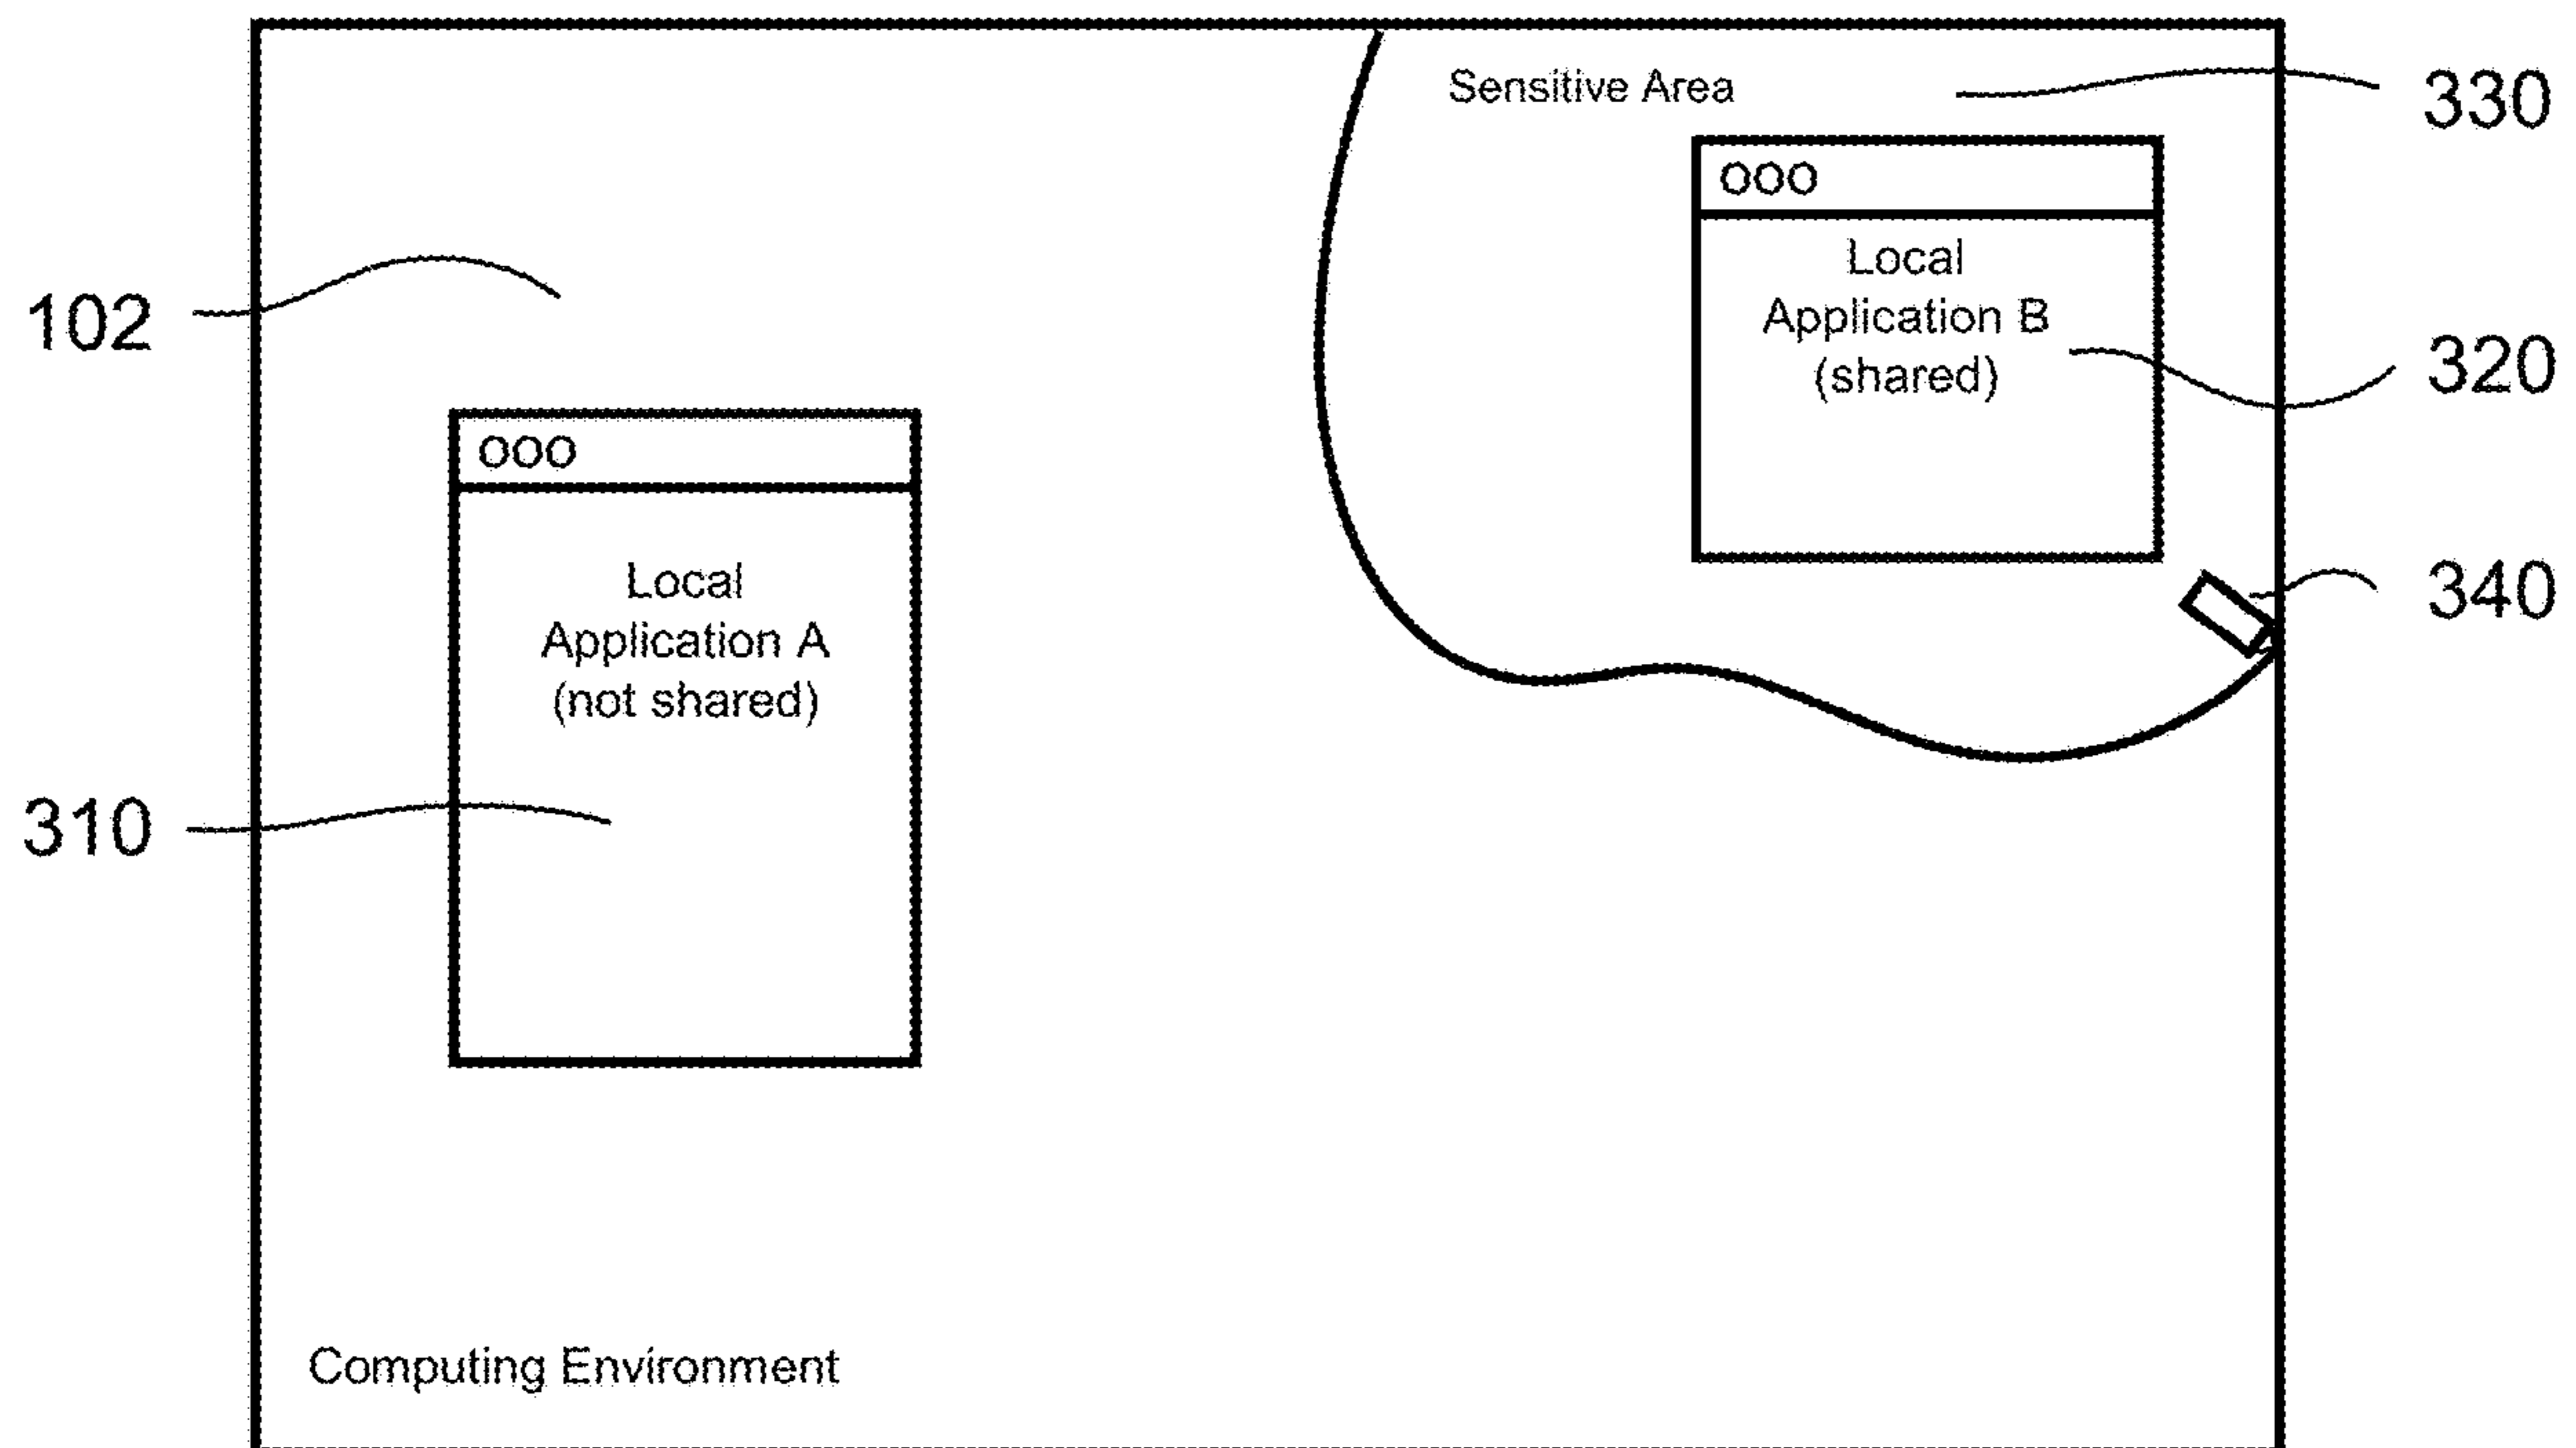 Sensitive Area
330
ooo
Local
Application B
(shared)
102
320
ooo
Local
Application A
(not shared)
340
310
Computing Environment